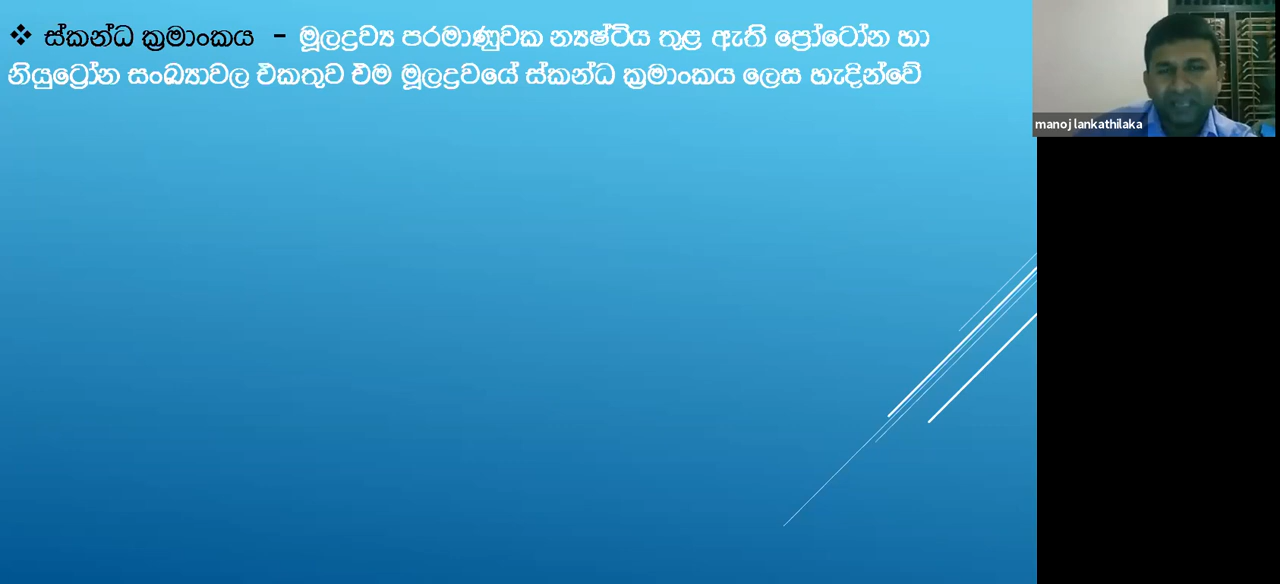 ❖ ස්කන්ධ ක්‍රමාංකය - මූලද්‍රව්‍ය පරමාණුවක න්‍යෂ්ටිය තුළ ඇති ප්‍රෝටෝන හා
නියුට්‍රෝන සංඛ්‍යාවල එකතුව එම මූලද්‍රවයේ ස්කන්ධ ක්‍රමාංකය ලෙස හැදින්වේ
manoj lankathilaka